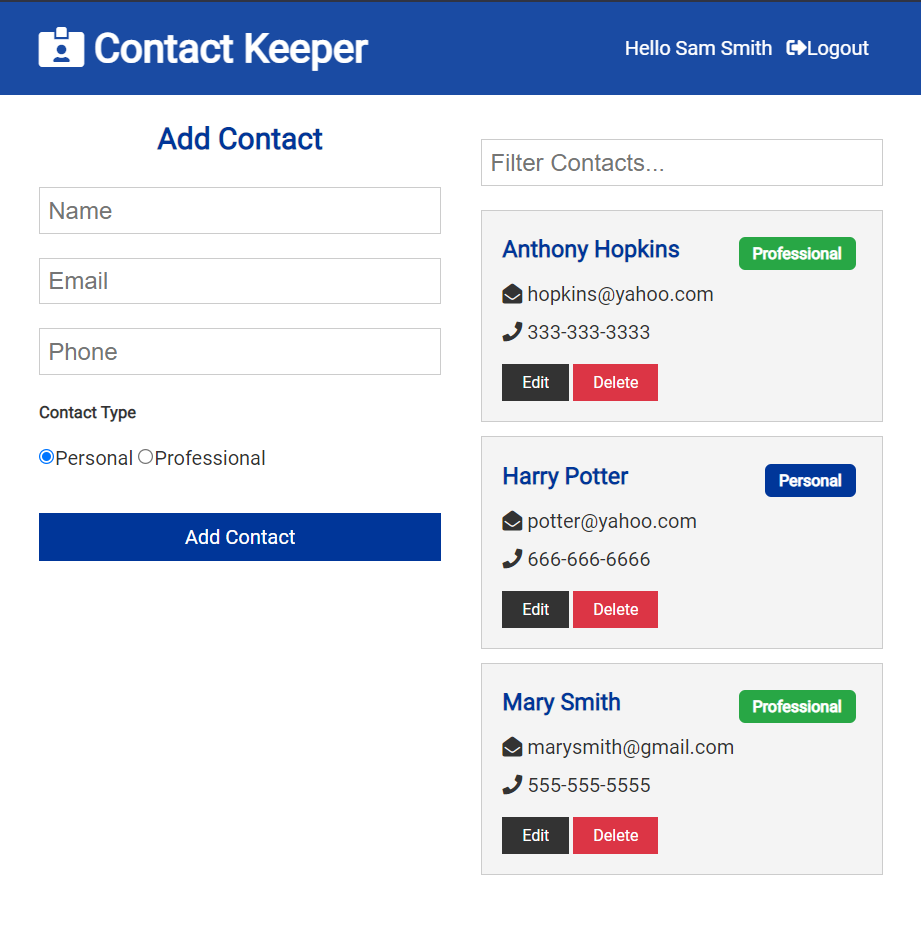 Contact Keeper
Hello Sam Smith Logout
Add Contact
Name
Email
Phone
Contact Type
Personal Professional
Add Contact
Filter Contacts...
Anthony Hopkins Professional
hopkins@yahoo.com
333-333-3333
Edit Delete
Harry Potter Personal
potter@yahoo.com
666-666-6666
Edit Delete
Mary Smith Professional
marysmith@gmail.com
555-555-5555
Edit Delete